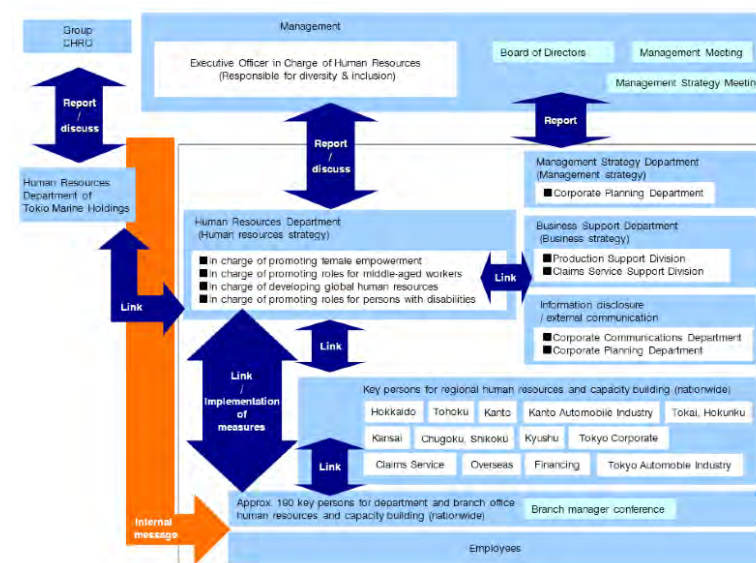 Group
CHRO
Management
Executive Officer in Charge of Human Resources
(Responsible for diversity & inclusion)
Board of Directors
Management Meeting
Management Strategy Meeting
Report
/
discuss
Report
/
discuss
Report
Human Resources
Department of
Tokio Marine Holdings
Management Strategy Department
(Management strategy)
■Corporate Planning Department
Human Resources Department
(Human resources strategy)
■In charge of promoting female empowerment
■In charge of promoting roles for middle-aged workers
■In charge of developing global human resources
■In charge of promoting roles for persons with disabilities
Link
Link
Business Support Department
(Business strategy)
■Production Support Division
■Claims Service Support Division
Information disclosure
/ external communication
■Corporate Communications Department
■Corporate Planning Department
Link
/
Implementation
of
measures
Link
Key persons for regional human resources and capacity building (nationwide)
Hokkaido
Tohoku
Kanto
Kanto Automobile Industry
Tokai, Hokuriku
Kansai
Chugoku, Shikoku
Kyushu
Tokyo Corporate
Claims Service
Overseas
Financing
Tokyo Automoble Industry
Link
Approx. 190 key persons for department and branch office
human resources and capacity building (nationwide)
Branch manager conference
Internal
message
Employees